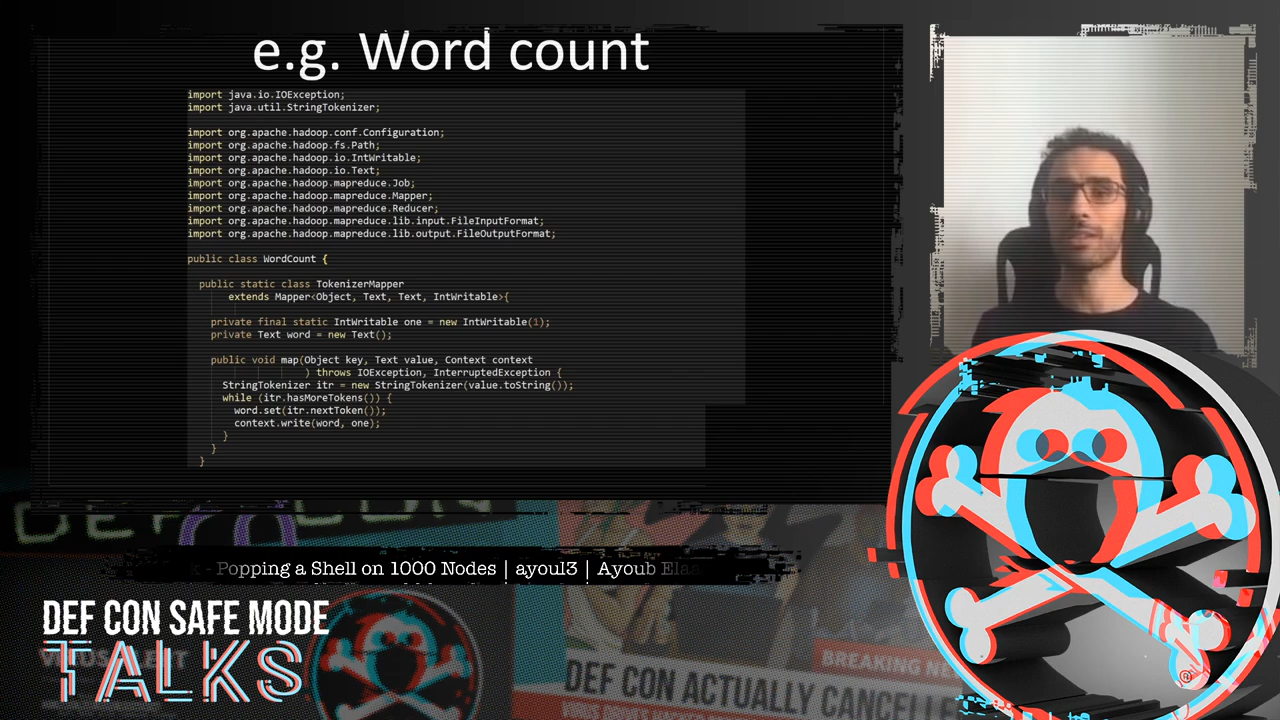 e.g. Word count
import java.io.IOException;
import java.util.StringTokenizer;
import org.apache.hadoop.conf.Configuration;
import org.apache.hadoop.fs.Path;
import org.apache.hadoop.io.IntWritable;
import org.apache.hadoop.io.Text;
import org.apache.hadoop.mapreduce.Job;
import org.apache.hadoop.mapreduce.Mapper;
import org.apache.hadoop.mapreduce.Reducer;
import org.apache.hadoop.mapreduce.lib.input.FileInputFormat;
import org.apache.hadoop.mapreduce.lib.output.FileOutputFormat;
public class WordCount {
public static class TokenizerMapper
extends Mapper<Object, Text, Text, IntWritable>{
private final static IntWritable one = new IntWritable(1);
private Text word = new Text();
public void map(Object key, Text value, Context context
) throws IOException, InterruptedException {
StringTokenizer itr = new StringTokenizer(value.toString());
while (itr.hasMoreTokens()) {
word.set(itr.nextToken());
context.write(word, one);
}
}
}
DEF CON
- Popping a Shell on 1000 Nodes | ayoul3 | Ayoub
DEF CON SAFE MODE
TALKS
BREAKING
DEF CON ACTUALLY
®